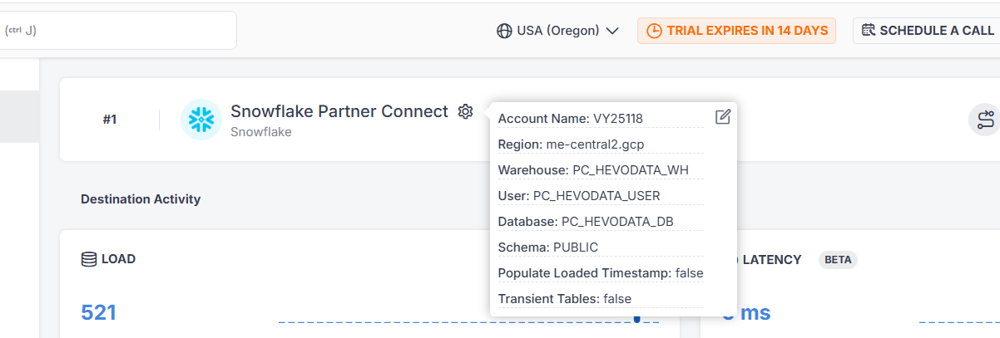 (ctrl J)
USA (Oregon)
TRIAL EXPIRES IN 14 DAYS
SCHEDULE A CALL
#1
Snowflake Partner Connect
Snowflake
Account Name: VY25118
Region: me-central2.gcp
Warehouse: PC_HEVODATA_WH
User: PC_HEVODATA_USER
Database: PC_HEVODATA_DB
Schema: PUBLIC
Populate Loaded Timestamp: false
Transient Tables: false
Destination Activity
LOAD
521
LATENCY
BETA
ms